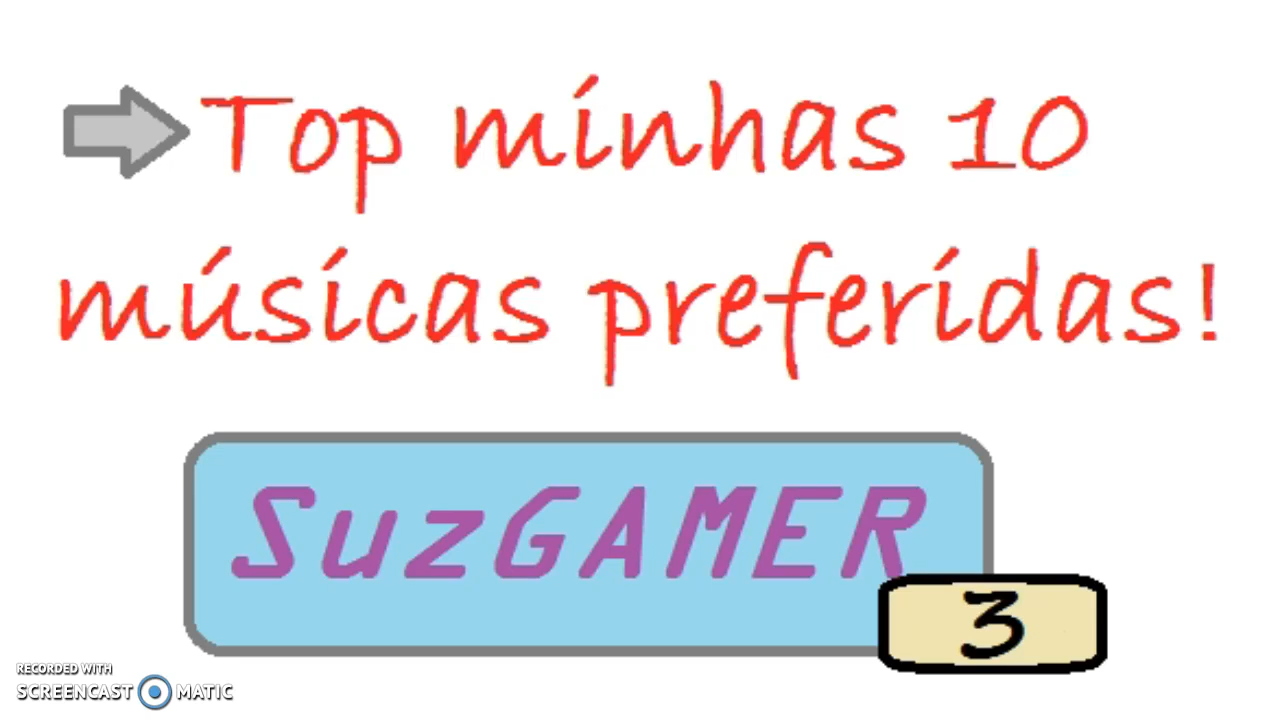 Top minhas 10
músicas preferidas!
SuzGAMER
3
RECORDED WITH
SCREENCAST MATIC